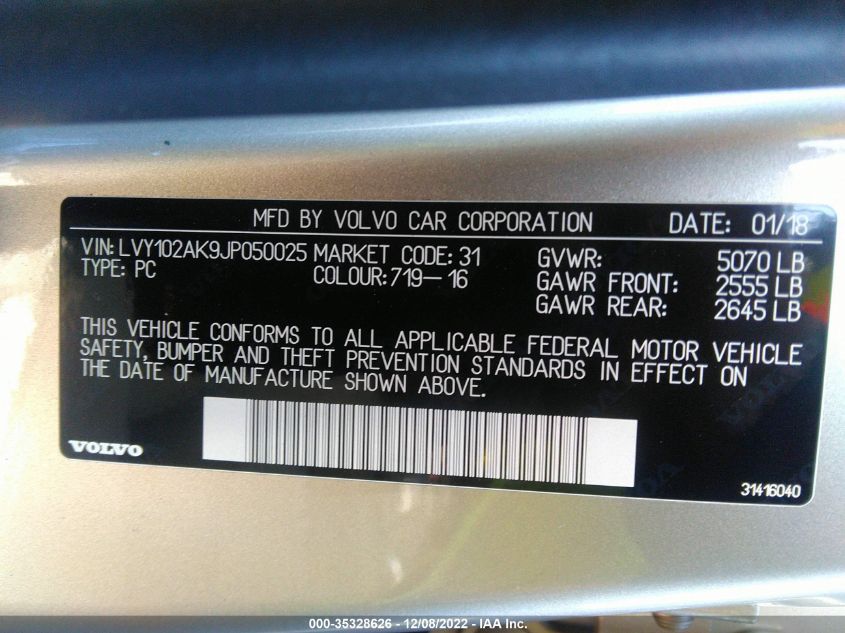 MFD BY VOLVO CAR CORPORATION DATE: 01/18
VIN: LVY102AK9JP050025 MARKET CODE: 31 GVWR: 5070 LB
TYPE: PC COLOUR: 719-16 GAWR FRONT: 2555 LB
GAWR REAR: 2645 LB
THIS VEHICLE CONFORMS TO ALL APPLICABLE FEDERAL MOTOR VEHICLE
SAFETY, BUMPER AND THEFT PREVENTION STANDARDS IN EFFECT ON
THE DATE OF MANUFACTURE SHOWN ABOVE.
VOLVO
31416040
000-35328626 - 12/08/2022 - IAA Inc.